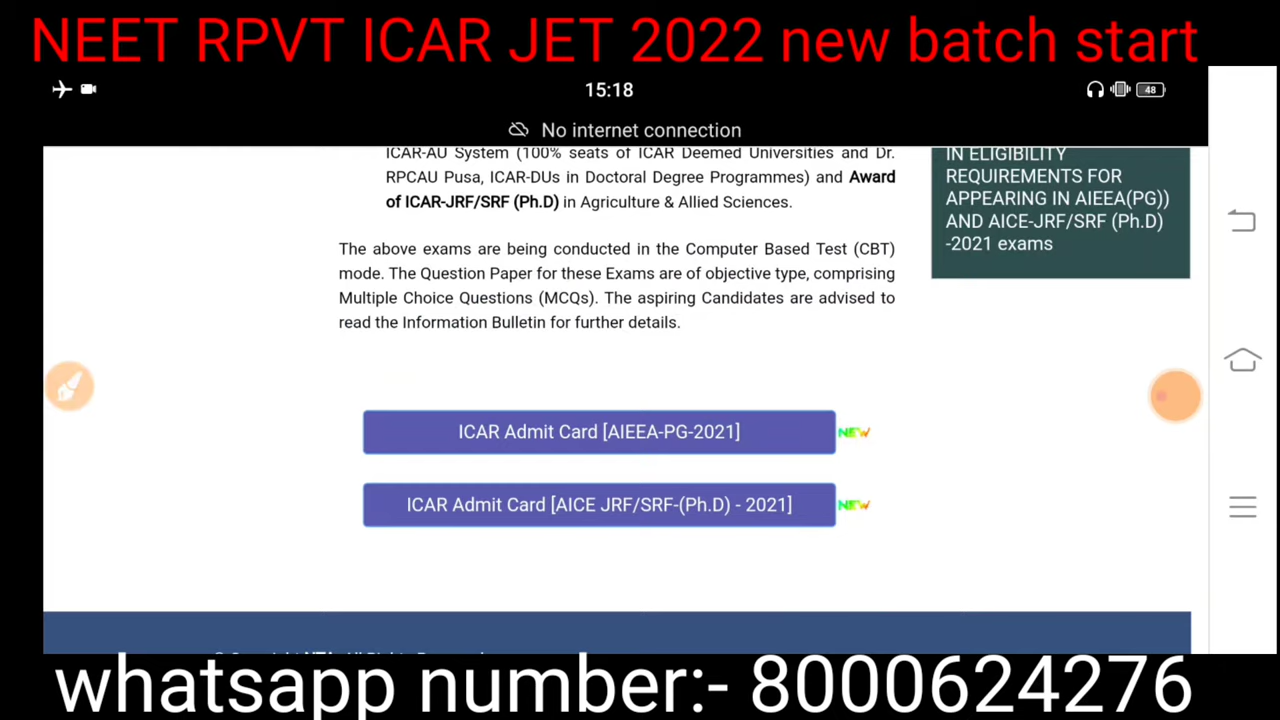 NEET RPVT ICAR JET 2022 new batch start
15:18
48
No internet connection
ICAR-AU System (100% seats of ICAR Deemed Universities and Dr.
RPCAU Pusa, ICAR-DUs in Doctoral Degree Programmes) and Award
of ICAR-JRF/SRF (Ph.D) in Agriculture & Allied Sciences.
The above exams are being conducted in the Computer Based Test (CBT)
mode. The Question Paper for these Exams are of objective type, comprising
Multiple Choice Questions (MCQs). The aspiring Candidates are advised to
read the Information Bulletin for further details.
IN ELIGIBILITY
REQUIREMENTS FOR
APPEARING IN AIEEA(PG))
AND AICE-JRF/SRF (Ph.D)
-2021 exams
ICAR Admit Card [AIEEA-PG-2021]
NEW
ICAR Admit Card [AICE JRF/SRF-(Ph.D) - 2021]
NEW
whatsapp number:- 8000624276